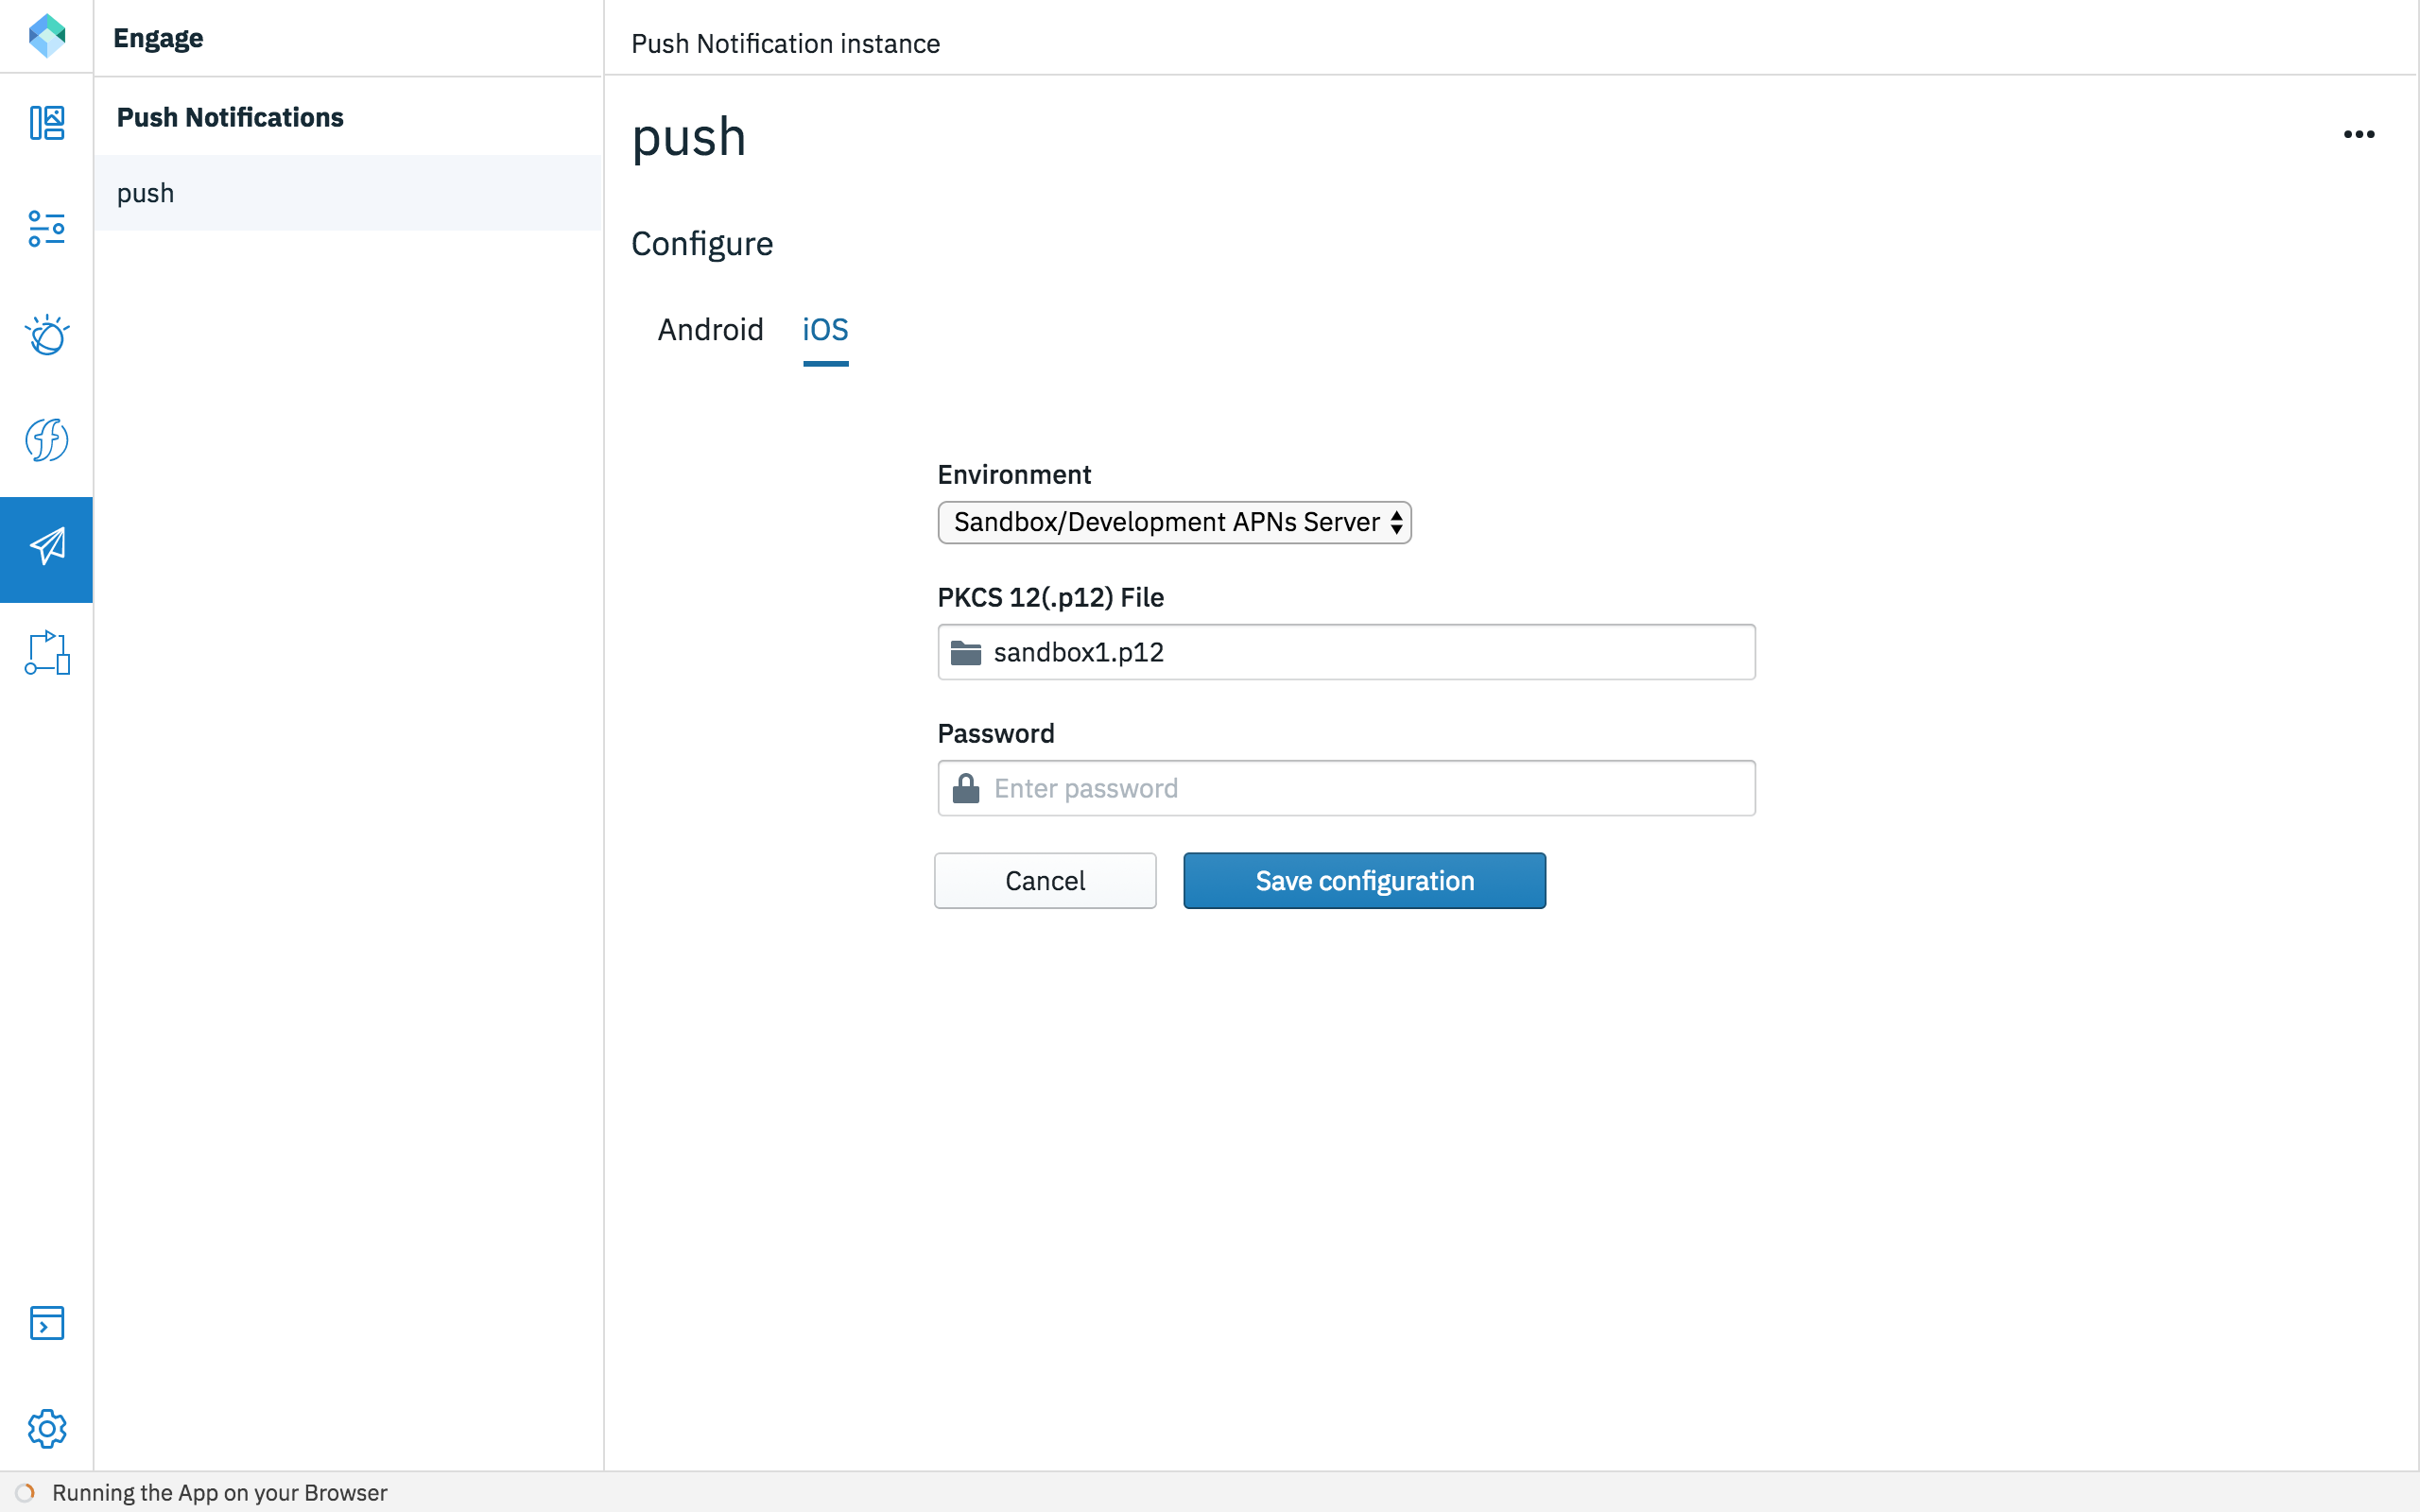 Engage
Push Notifications
push
Push Notification instance
push
•••
Configure
Android iOS
Environment
Sandbox/Development APNs Server
PKCS 12(.p12) File
sandbox1.p12
Password
Enter password
Cancel Save configuration
Running the App on your Browser